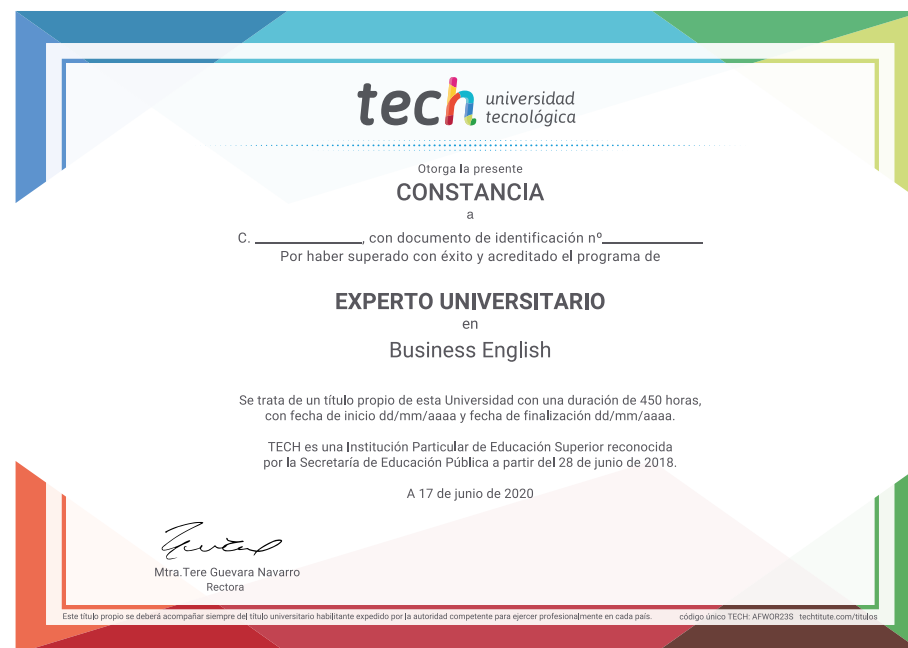 tech universidad
tecnológica
Otorga la presente
CONSTANCIA
a
C. ____________, con documento de identificación nº____________
Por haber superado con éxito y acreditado el programa de
EXPERTO UNIVERSITARIO
en
Business English
Se trata de un título propio de esta Universidad con una duración de 450 horas,
con fecha de inicio dd/mm/aaaa y fecha de finalización dd/mm/aaaa.
TECH es una Institución Particular de Educación Superior reconocida
por la Secretaría de Educación Pública a partir del 28 de junio de 2018.
A 17 de junio de 2020
Mtra.Tere Guevara Navarro
Rectora
Este título propio se deberá acompañar siempre del título universitario habilitante expedido por la autoridad competente para ejercer profesionalmente en cada país. código único TECH: AFWOR23S techtitute.com/titulos